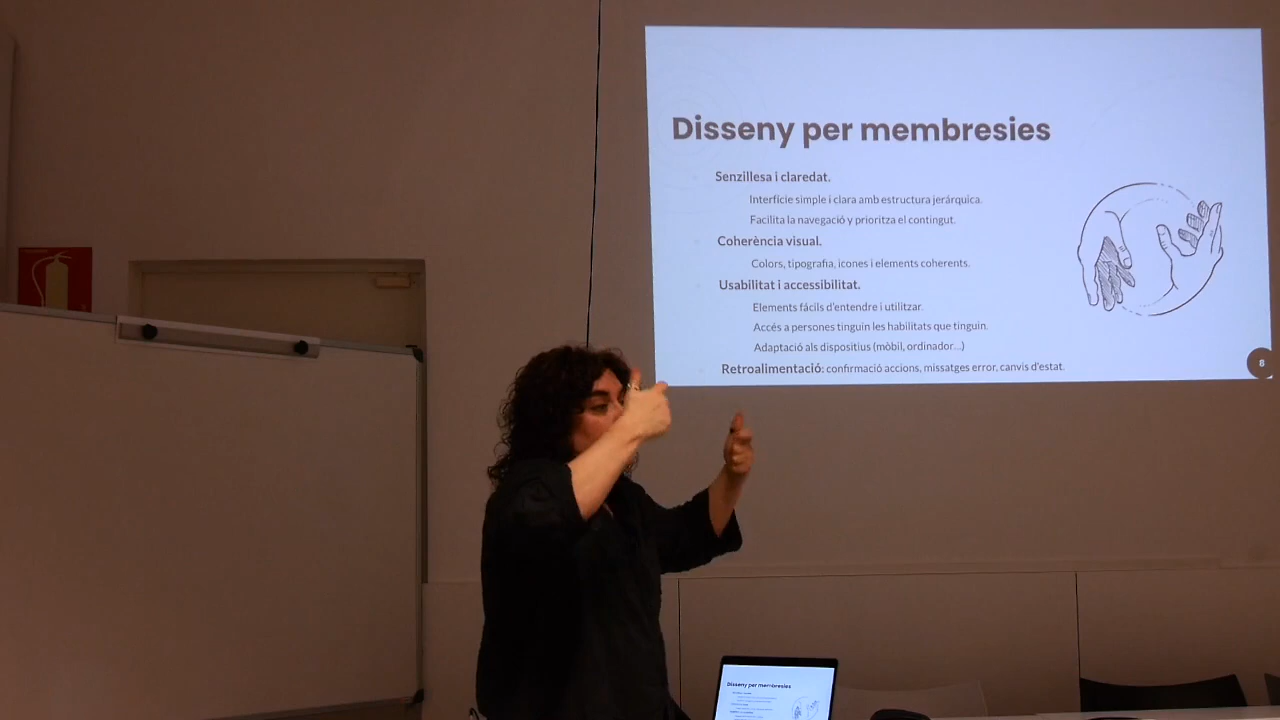 Disseny per membresies
Senzillesa i claredat.
Interfície simple i clara amb estructura jerárquica.
Facilita la navegació y prioritza el contingut.
Coherència visual.
Colors, tipografia, icones i elements coherents.
Usabilitat i accessibilitat.
Elements fácils d'entendre i utilitzar.
Accés a persones tinguin les habilitats que tinguin.
Adaptació als dispositius (mòbil, ordinador...)
Retroalimentació: confirmació accions, missatges error, canvis d'estat.
8
Disseny per membresies